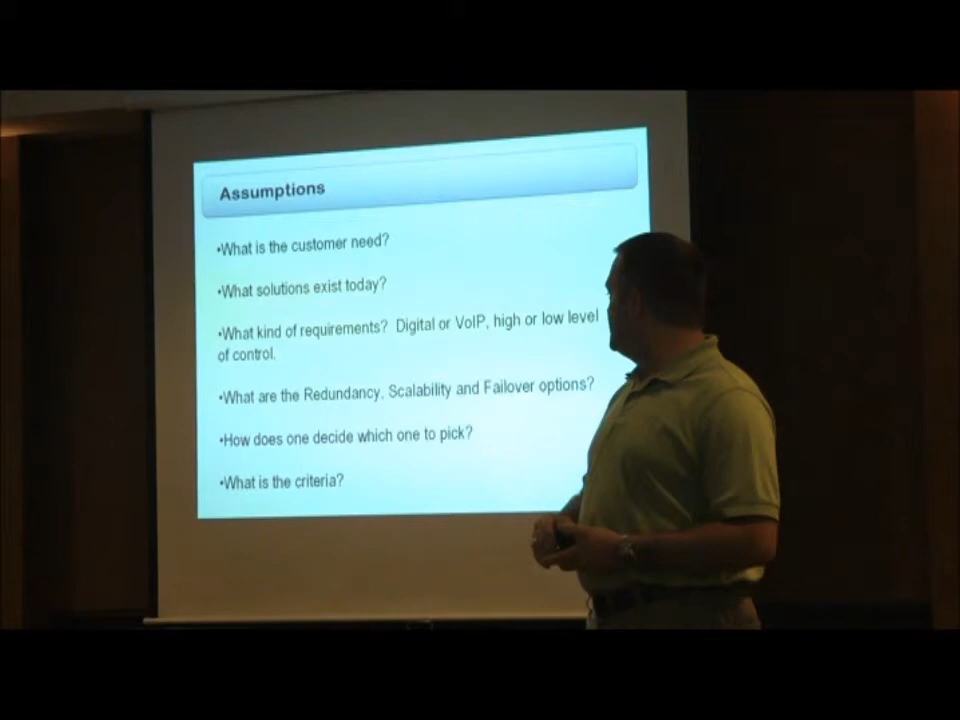 Assumptions
•What is the customer need?
•What solutions exist today?
•What kind of requirements?  Digital or VoIP, high or low level
of control.
•What are the Redundancy, Scalability and Failover options?
•How does one decide which one to pick?
•What is the criteria?